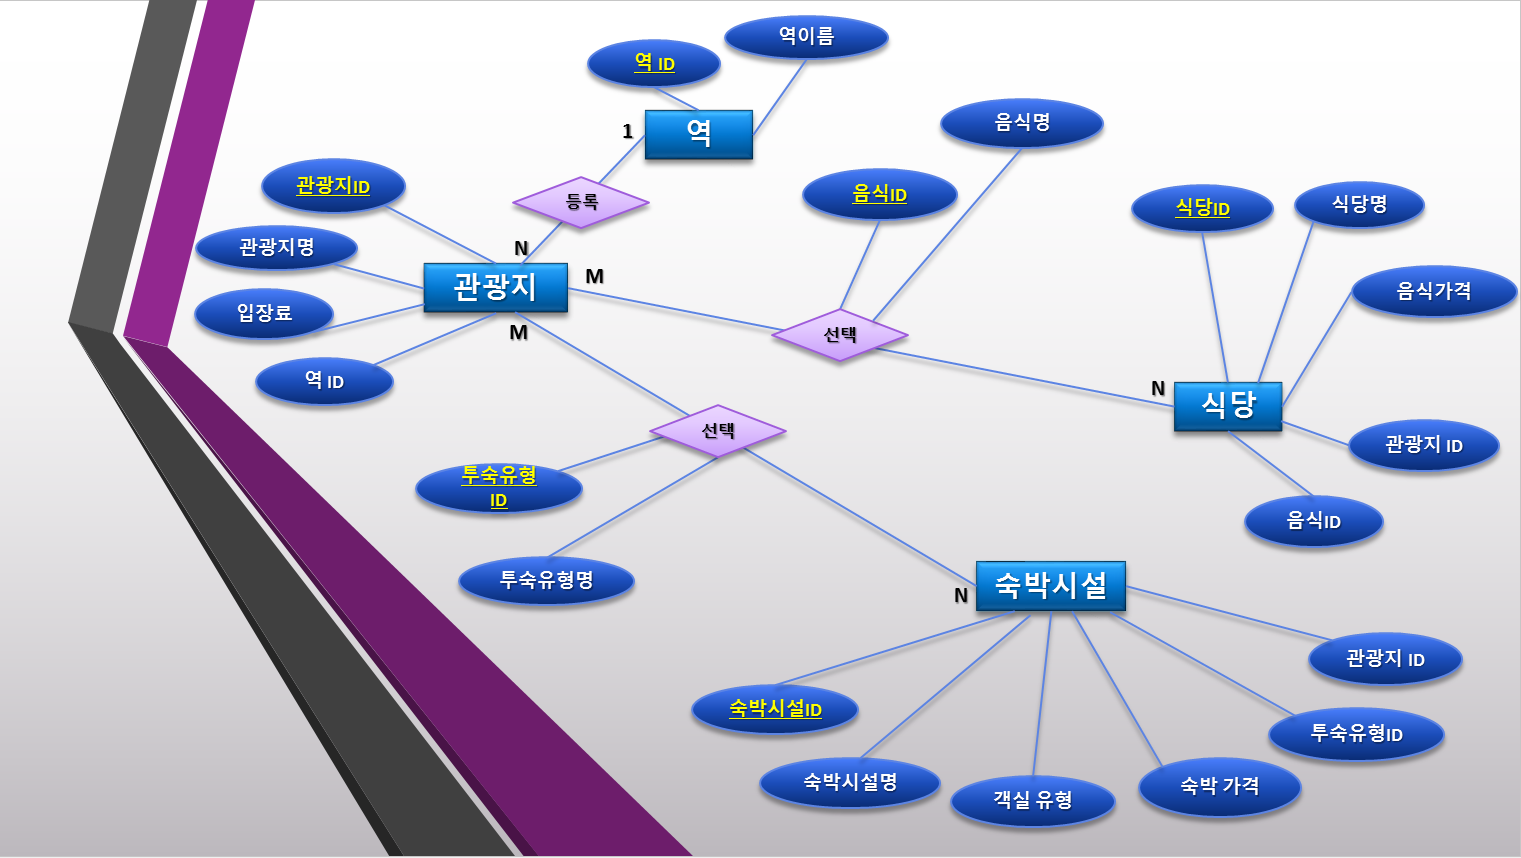 역이름
역 ID
역
1
음식명
관광지ID
음식ID
식당ID
식당명
등록
관광지명
N
M
관광지
음식가격
입장료
M
선택
역 ID
N
식당
선택
관광지 ID
투숙유형
ID
음식ID
투숙유형명
N
숙박시설
관광지 ID
숙박시설ID
투숙유형ID
숙박시설명
객실 유형
숙박 가격